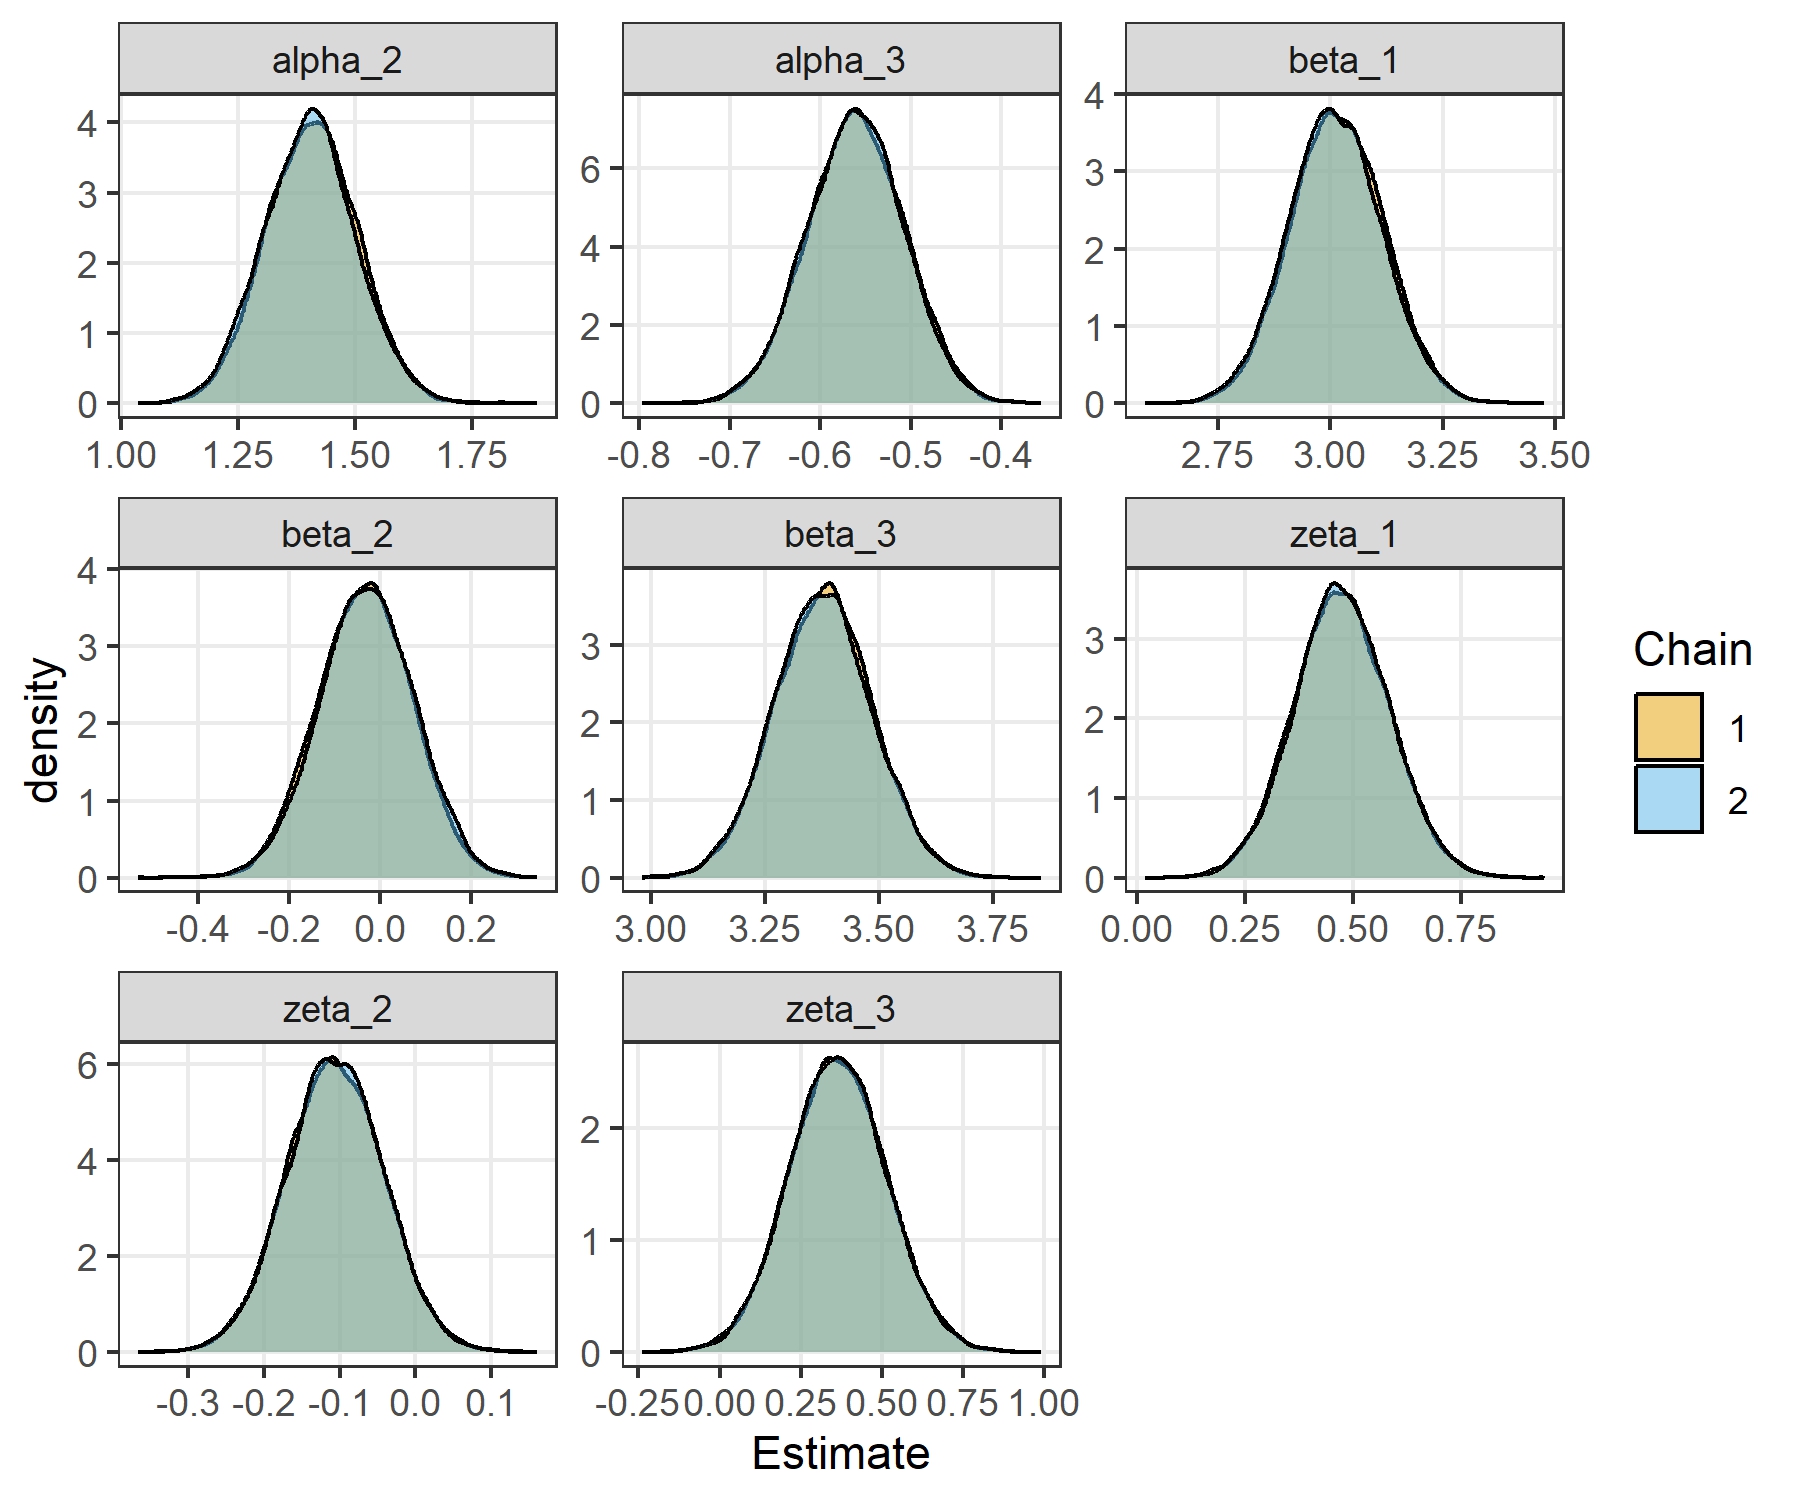 alpha_2 alpha_3 beta_1
4 3 2 1 0
6 4 2 0
4 3 2 1 0
1.00 1.25 1.50 1.75
-0.8 -0.7 -0.6 -0.5 -0.4
2.75 3.00 3.25 3.50
beta_2 beta_3 zeta_1
4 3 2 1 0
3 2 1 0
3 2 1 0
-0.4 -0.2 0.0 0.2
3.00 3.25 3.50 3.75
0.00 0.25 0.50 0.75
zeta_2 zeta_3
6 4 2 0
2 1 0
-0.3 -0.2 -0.1 0.0 0.1
-0.25 0.00 0.25 0.50 0.75 1.00
density
Estimate
Chain
1
2